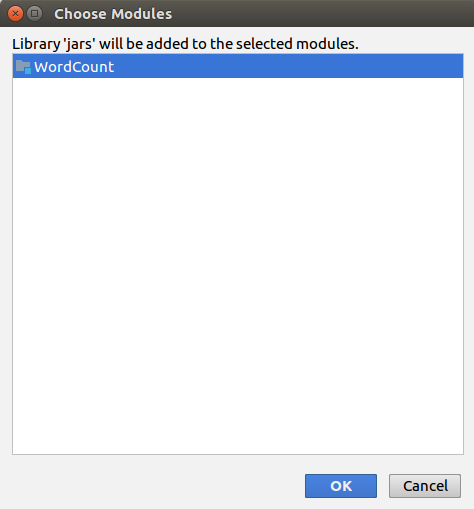 Choose Modules
Library 'jars' will be added to the selected modules.
WordCount
OK
Cancel